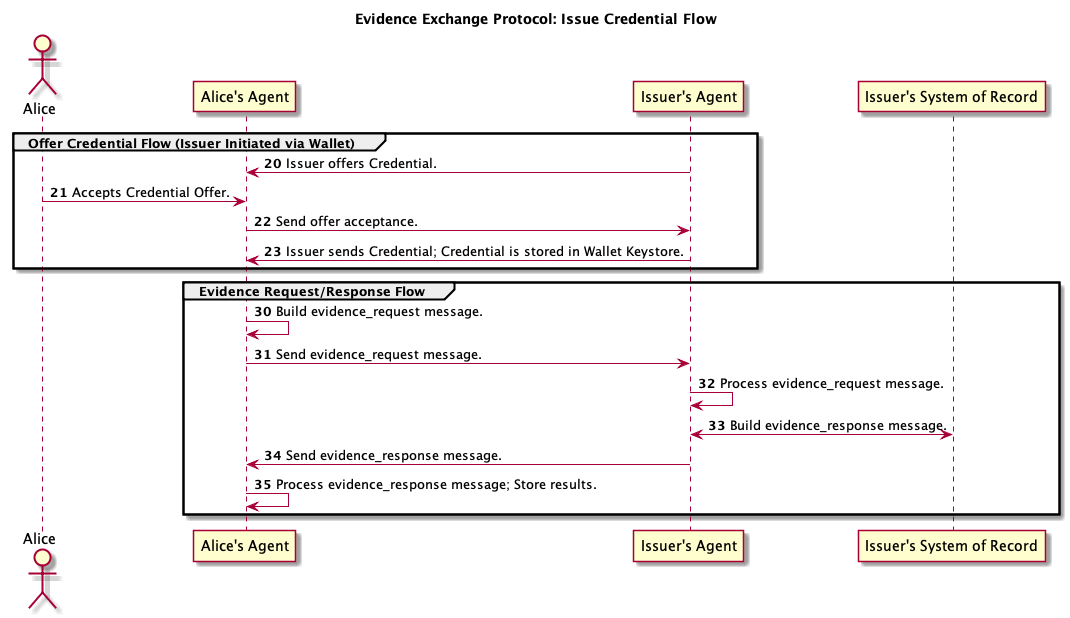 Evidence Exchange Protocol: Issue Credential Flow
Alice
Alice's Agent
Issuer's Agent
Issuer's System of Record
Offer Credential Flow (Issuer Initiated via Wallet)
20 Issuer offers Credential.
21 Accepts Credential Offer.
22 Send offer acceptance.
23 Issuer sends Credential; Credential is stored in Wallet Keystore.
Evidence Request/Response Flow
30 Build evidence_request message.
31 Send evidence_request message.
32 Process evidence_request message.
33 Build evidence_response message.
34 Send evidence_response message.
35 Process evidence_response message; Store results.
Alice
Alice's Agent
Issuer's Agent
Issuer's System of Record